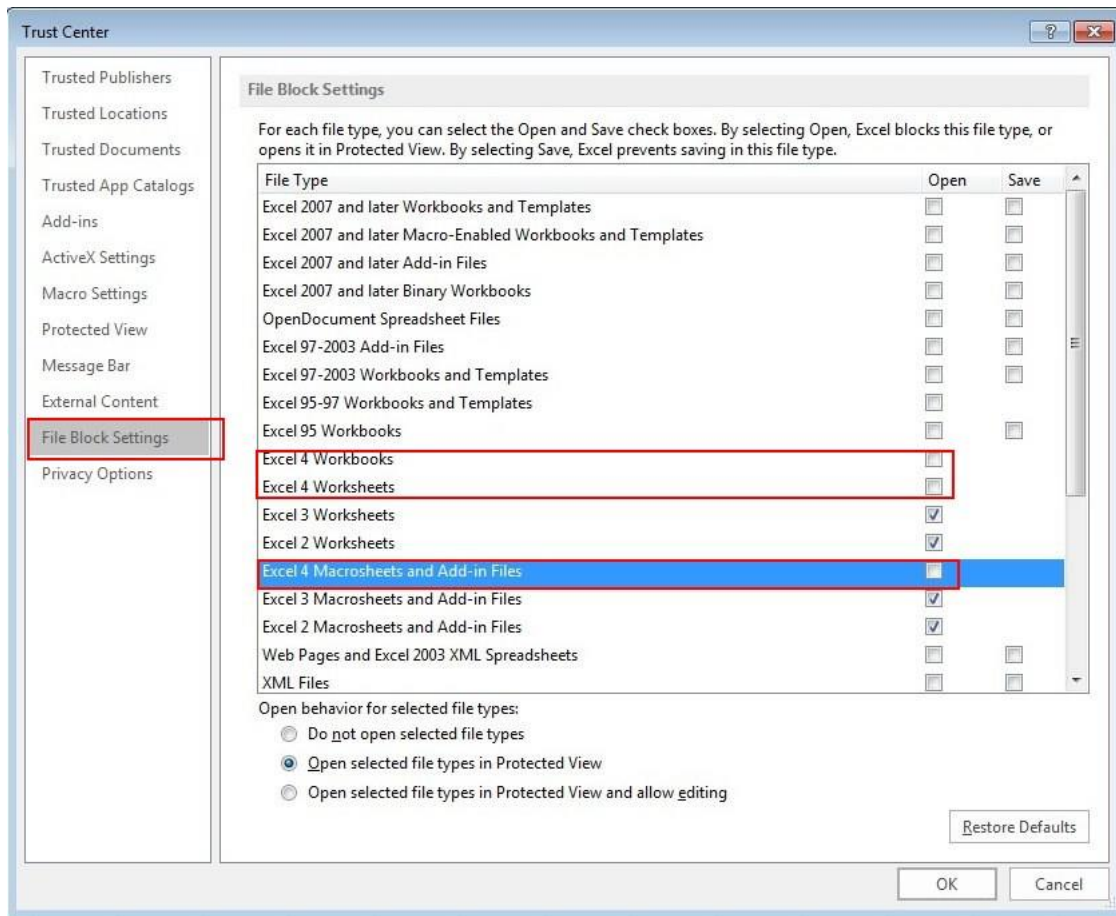 Trust Center
Trusted Publishers
Trusted Locations
Trusted Documents
Trusted App Catalogs
Add-ins
ActiveX Settings
Macro Settings
Protected View
Message Bar
External Content
File Block Settings
Privacy Options
File Block Settings
For each file type, you can select the Open and Save check boxes. By selecting Open, Excel blocks this file type, or
opens it in Protected View. By selecting Save, Excel prevents saving in this file type.
File Type Open Save
Excel 2007 and later Workbooks and Templates
Excel 2007 and later Macro-Enabled Workbooks and Templates
Excel 2007 and later Add-in Files
Excel 2007 and later Binary Workbooks
OpenDocument Spreadsheet Files
Excel 97-2003 Add-in Files
Excel 97-2003 Workbooks and Templates
Excel 95-97 Workbooks and Templates
Excel 95 Workbooks
Excel 4 Workbooks
Excel 4 Worksheets
Excel 3 Worksheets
Excel 2 Worksheets
Excel 4 Macrosheets and Add-in Files
Excel 3 Macrosheets and Add-in Files
Excel 2 Macrosheets and Add-in Files
Web Pages and Excel 2003 XML Spreadsheets
XML Files
Open behavior for selected file types:
Do not open selected file types
Open selected file types in Protected View
Open selected file types in Protected View and allow editing
Restore Defaults
OK Cancel